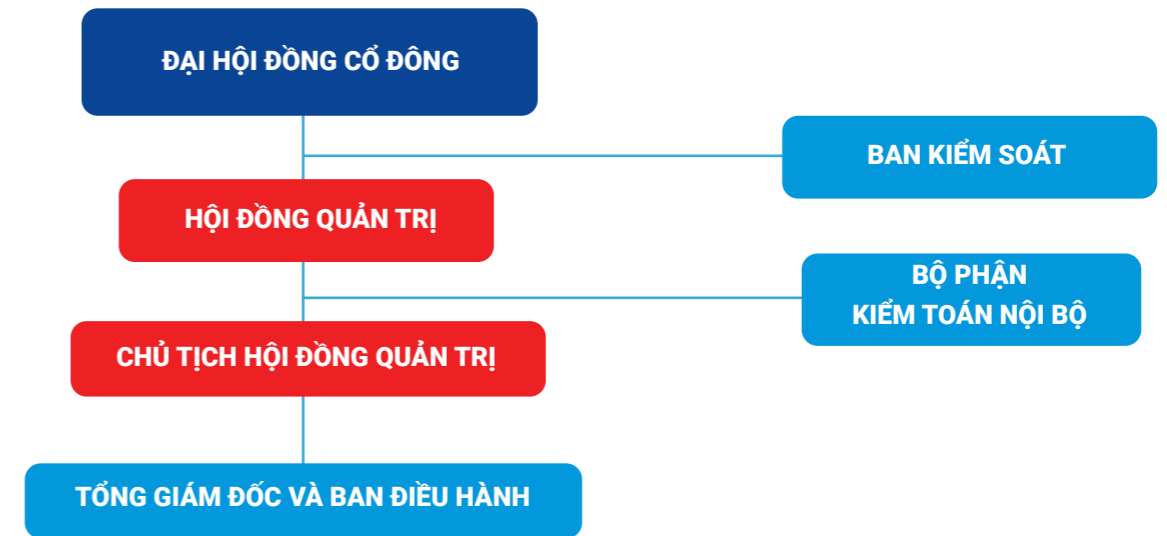 ĐẠI HỘI ĐỒNG CỔ ĐÔNG
BAN KIỂM SOÁT
HỘI ĐỒNG QUẢN TRỊ
BỘ PHẬN
KIỂM TOÁN NỘI BỘ
CHỦ TỊCH HỘI ĐỒNG QUẢN TRỊ
TỔNG GIÁM ĐỐC VÀ BAN ĐIỀU HÀNH